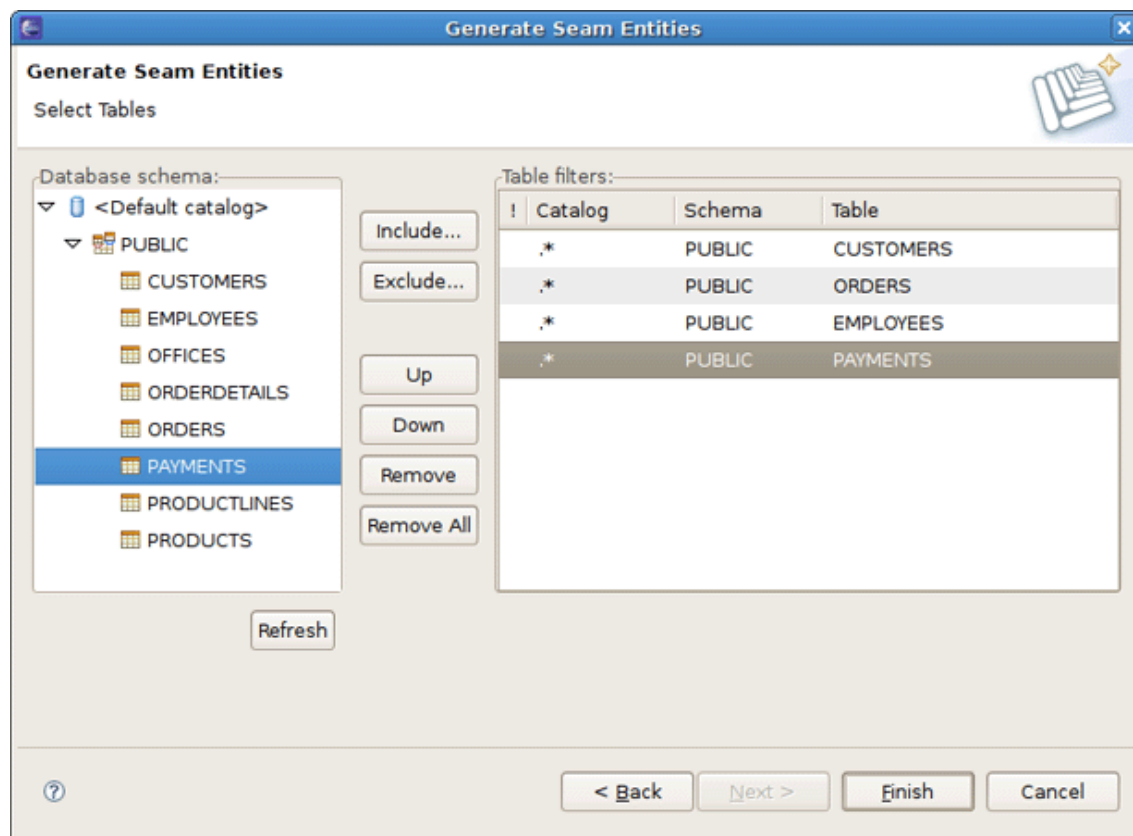 Generate Seam Entities
Generate Seam Entities
Select Tables
Database schema:
<Default catalog>
PUBLIC
CUSTOMERS
EMPLOYEES
OFFICES
ORDERDETAILS
ORDERS
PAYMENTS
PRODUCTLINES
PRODUCTS
Refresh
Include...
Exclude...
Up
Down
Remove
Remove All
Table filters:
! Catalog Schema Table
.* PUBLIC CUSTOMERS
.* PUBLIC ORDERS
.* PUBLIC EMPLOYEES
.* PUBLIC PAYMENTS
? < Back Next > Finish Cancel